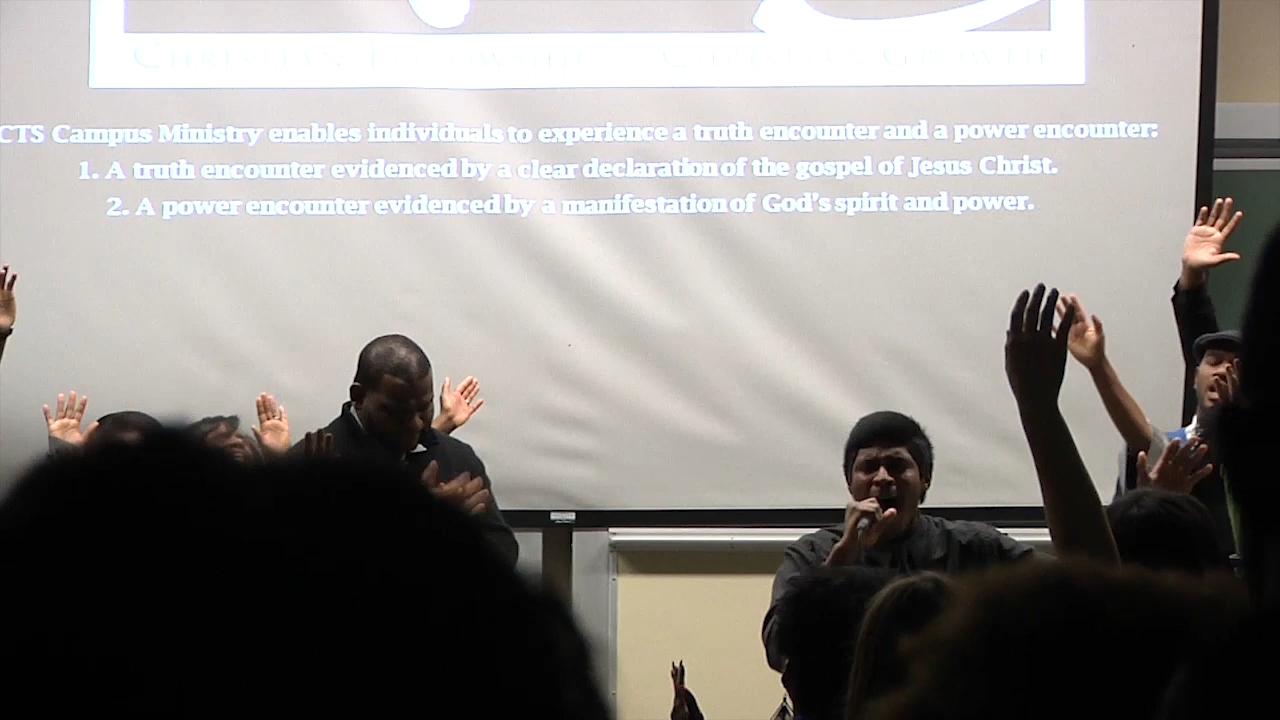 CTS Campus Ministry enables individuals to experience a truth encounter and a power encounter:
1. A truth encounter evidenced by a clear declaration of the gospel of Jesus Christ.
2. A power encounter evidenced by a manifestation of God's spirit and power.